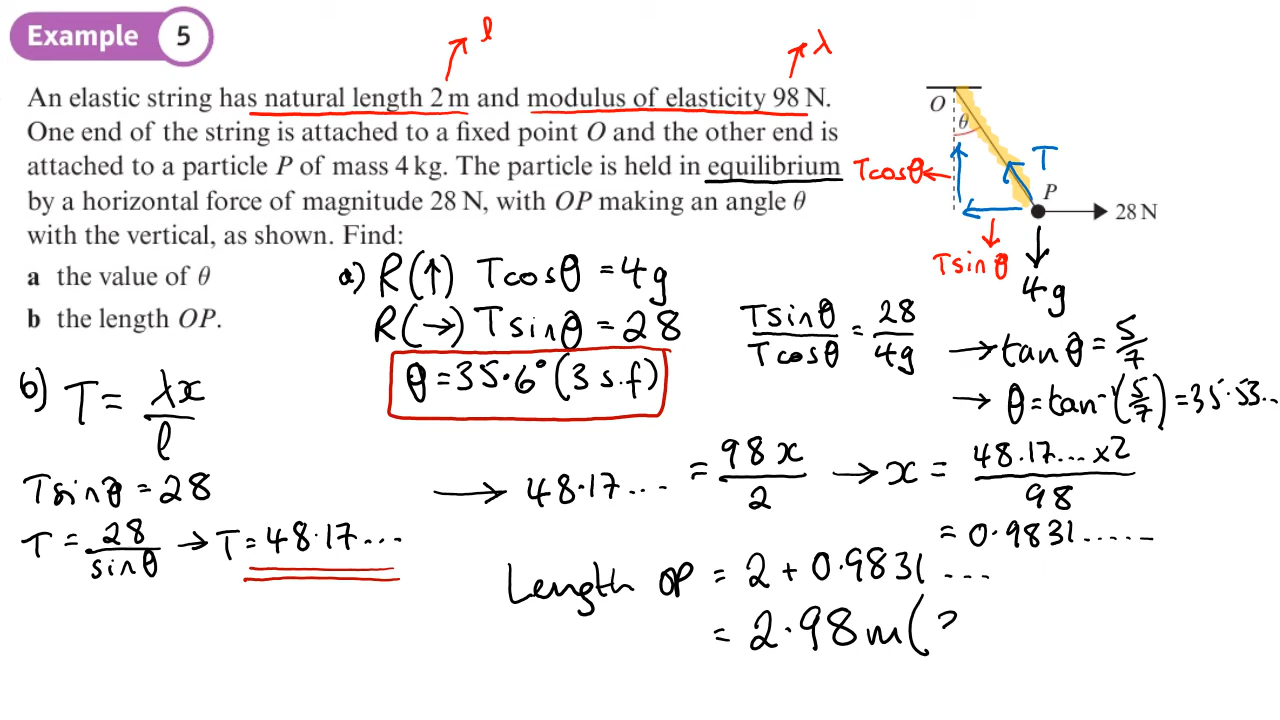 Example 5
l
λ
An elastic string has natural length 2 m and modulus of elasticity 98 N.
One end of the string is attached to a fixed point O and the other end is
attached to a particle P of mass 4 kg. The particle is held in equilibrium
by a horizontal force of magnitude 28 N, with OP making an angle θ
with the vertical, as shown. Find:
a the value of θ
b the length OP.
O
θ
T
Tcosθ
P
28 N
Tsinθ
4g
a) R(↑) Tcosθ = 4g
R(→) Tsinθ = 28
Tsinθ/Tcosθ = 28/4g
→ tanθ = 5/7
→ θ = tan⁻¹(5/7) = 35.53...
θ = 35.6° (3 s.f)
b) T = λx/l
Tsinθ = 28
T = 28/sinθ → T = 48.17...
→ 48.17... = 98x/2 → x = 48.17... x2/98
= 0.9831.....
Length OP = 2 + 0.9831...
= 2.98m(